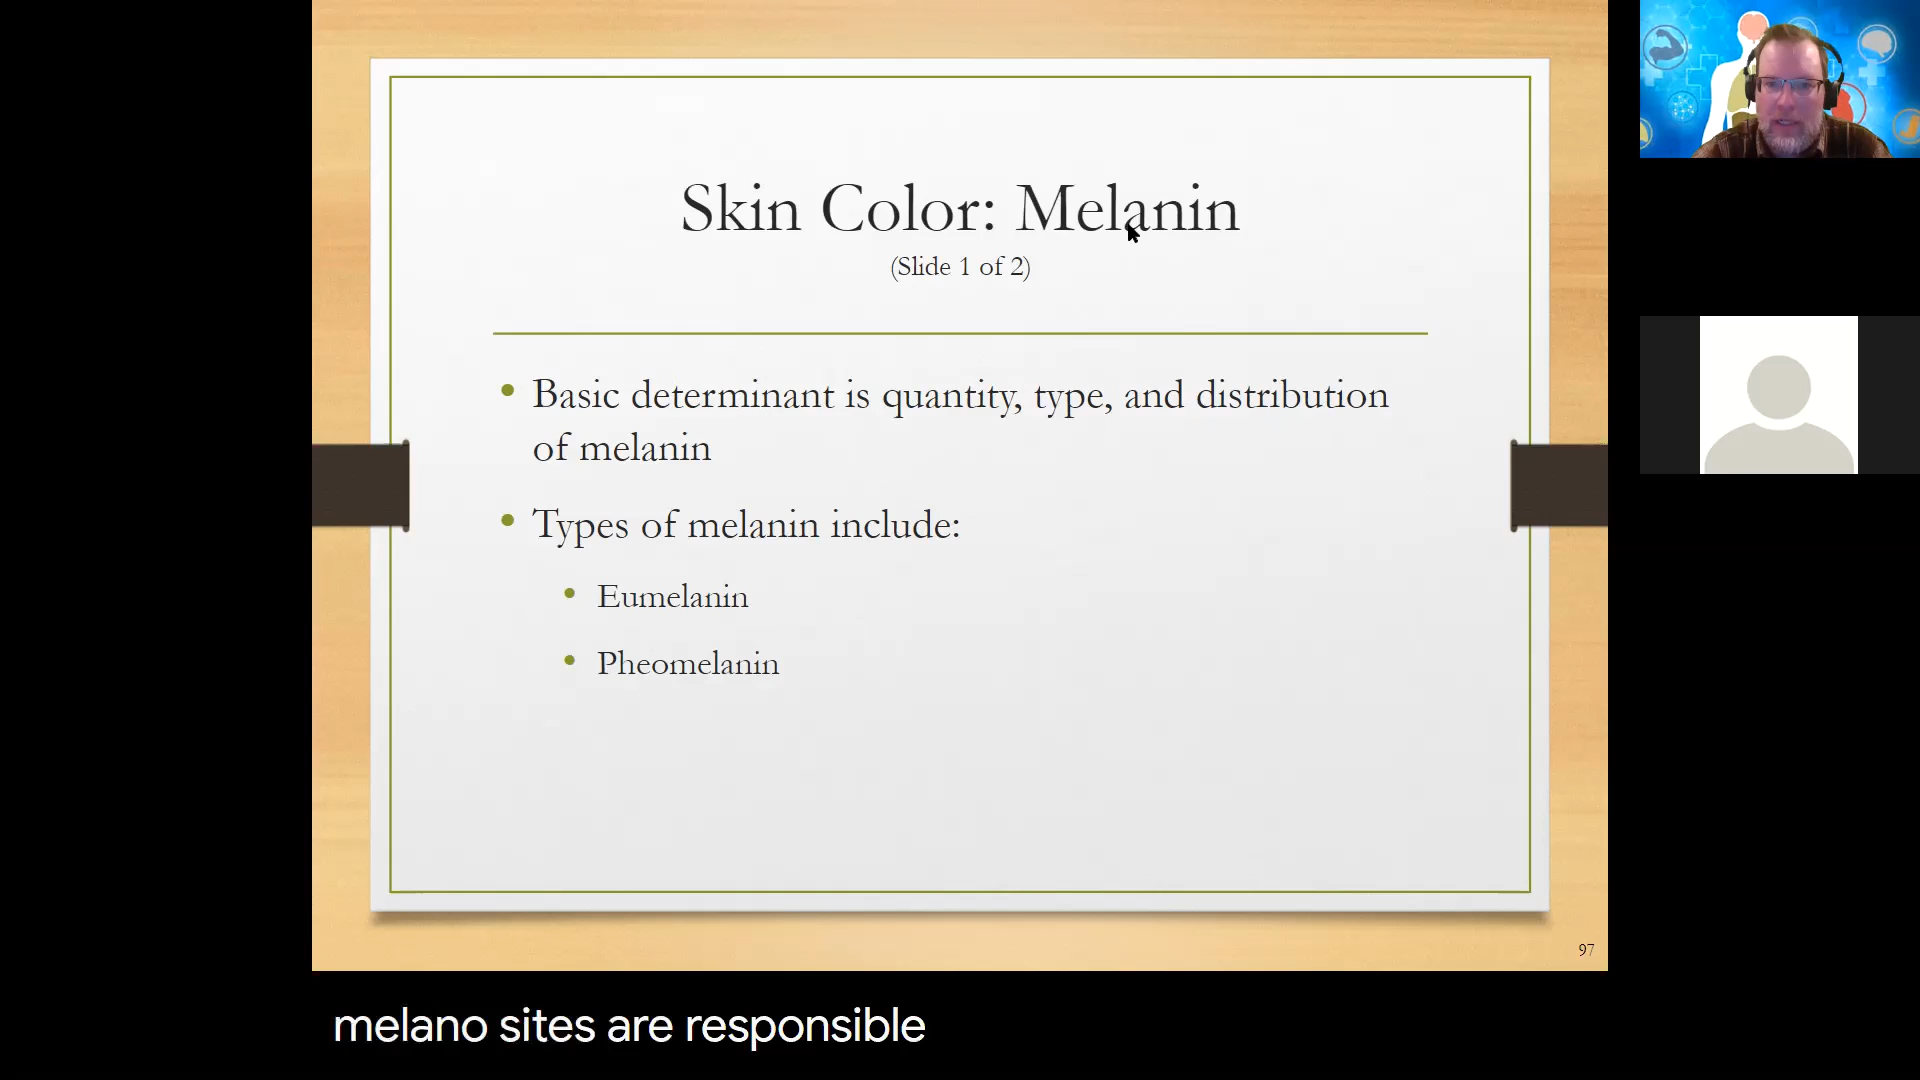 Skin Color: Melanin
(Slide 1 of 2)
• Basic determinant is quantity, type, and distribution
of melanin
• Types of melanin include:
• Eumelanin
• Pheomelanin
97
melano sites are responsible